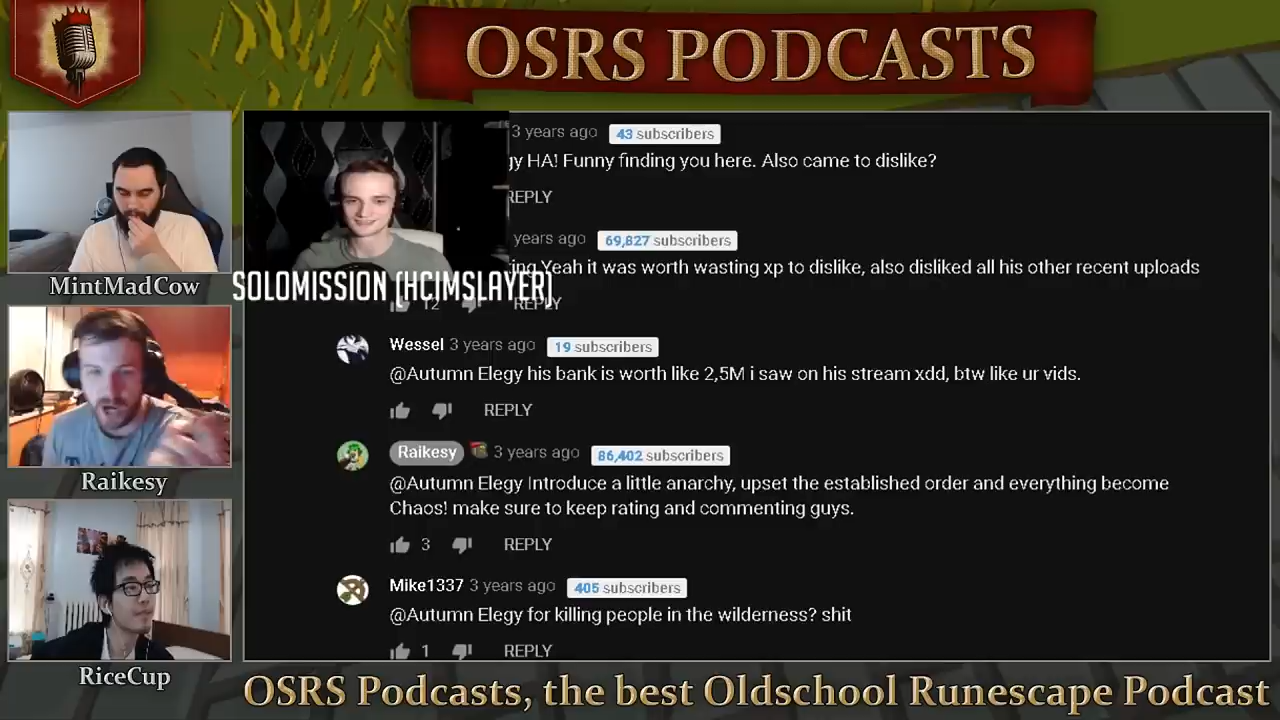 OSRS PODCASTS
3 years ago 43 subscribers
gy HA! Funny finding you here. Also came to dislike?
REPLY
years ago 69,827 subscribers
ing Yeah it was worth wasting xp to dislike, also disliked all his other recent uploads
12 REPLY
MintMadCow
SOLOMISSION (HCIMSLAYER)
Wessel 3 years ago 19 subscribers
@Autumn Elegy his bank is worth like 2,5M i saw on his stream xdd, btw like ur vids.
REPLY
Raikesy 3 years ago 86,402 subscribers
@Autumn Elegy Introduce a little anarchy, upset the established order and everything become
Chaos! make sure to keep rating and commenting guys.
3 REPLY
Raikesy
Mike1337 3 years ago 405 subscribers
@Autumn Elegy for killing people in the wilderness? shit
1 REPLY
RiceCup
OSRS Podcasts, the best Oldschool Runescape Podcast